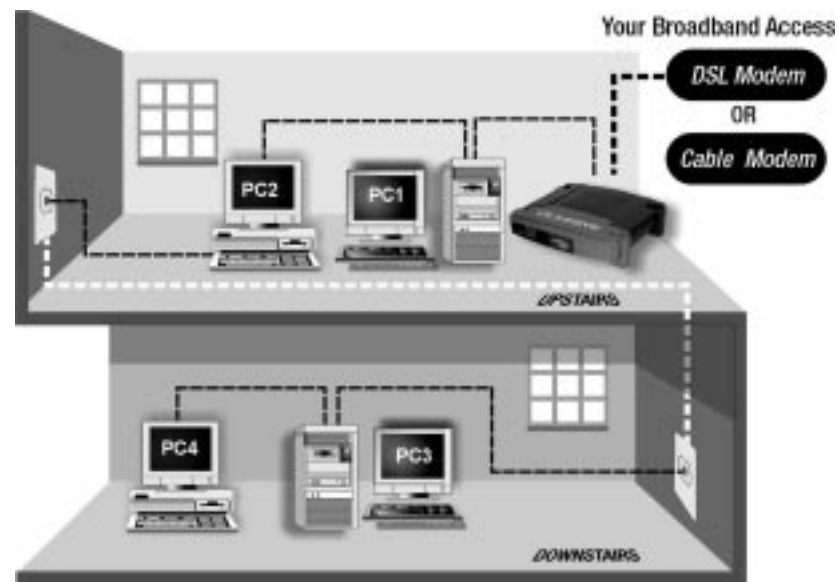 Your Broadband Access
DSL Modem
OR
Cable Modem
PC2
PC1
UPSTAIRS
PC4
PC3
DOWNSTAIRS